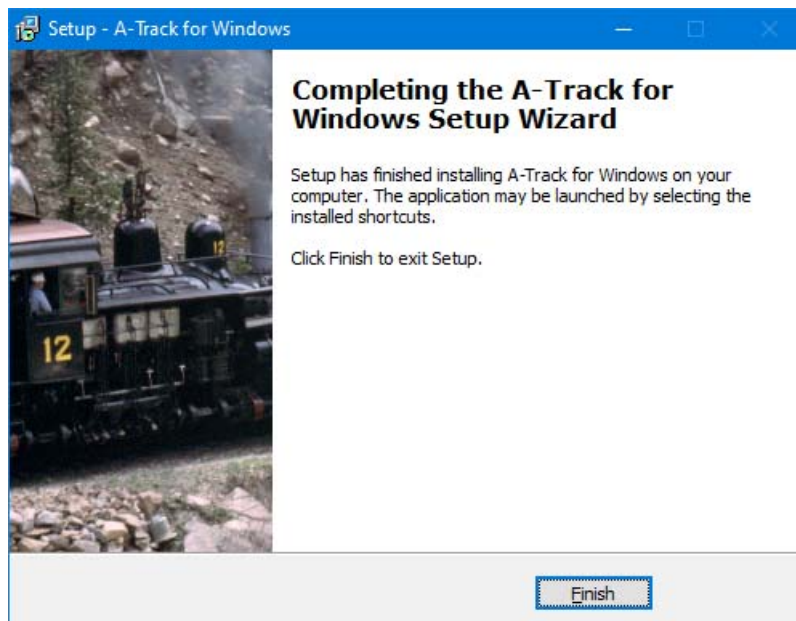 Setup - A-Track for Windows
Completing the A-Track for
Windows Setup Wizard
Setup has finished installing A-Track for Windows on your
computer. The application may be launched by selecting the
installed shortcuts.
Click Finish to exit Setup.
12
12
Finish